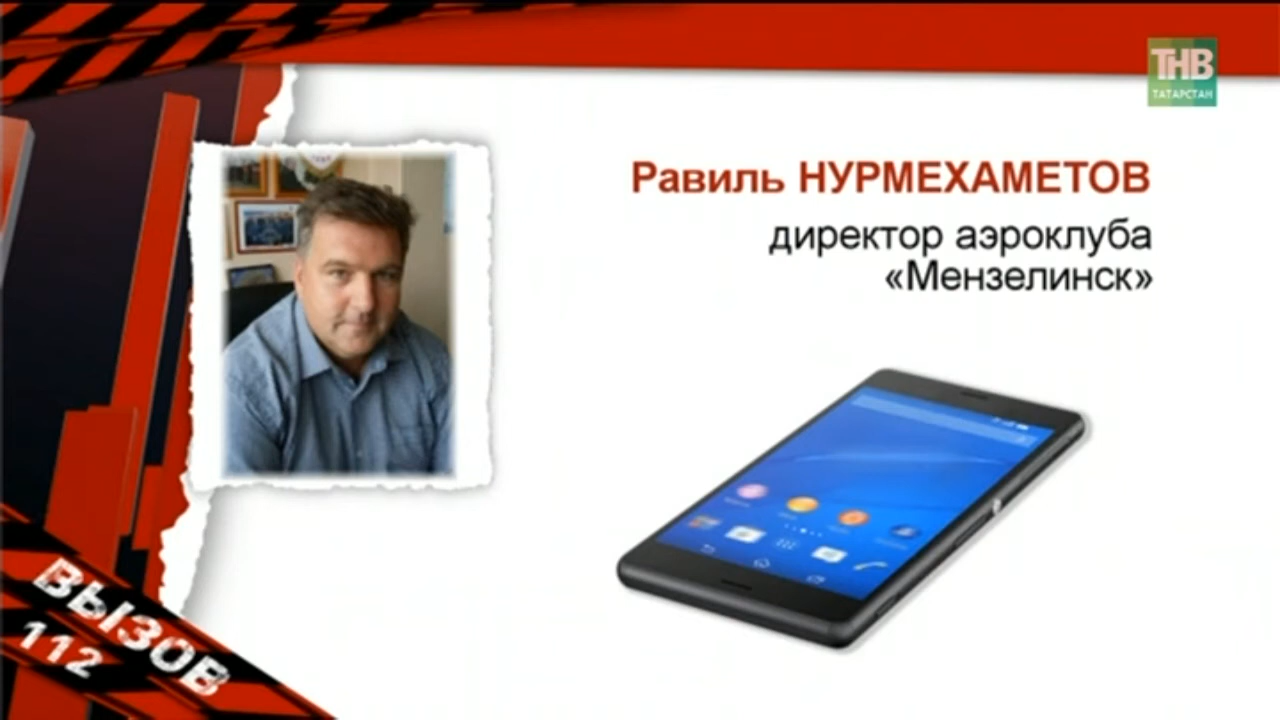 ТНВ
ТАТАРСТАН
Равиль НУРМЕХАМЕТОВ
директор аэроклуба
«Мензелинск»
ВЫЗОВ
112